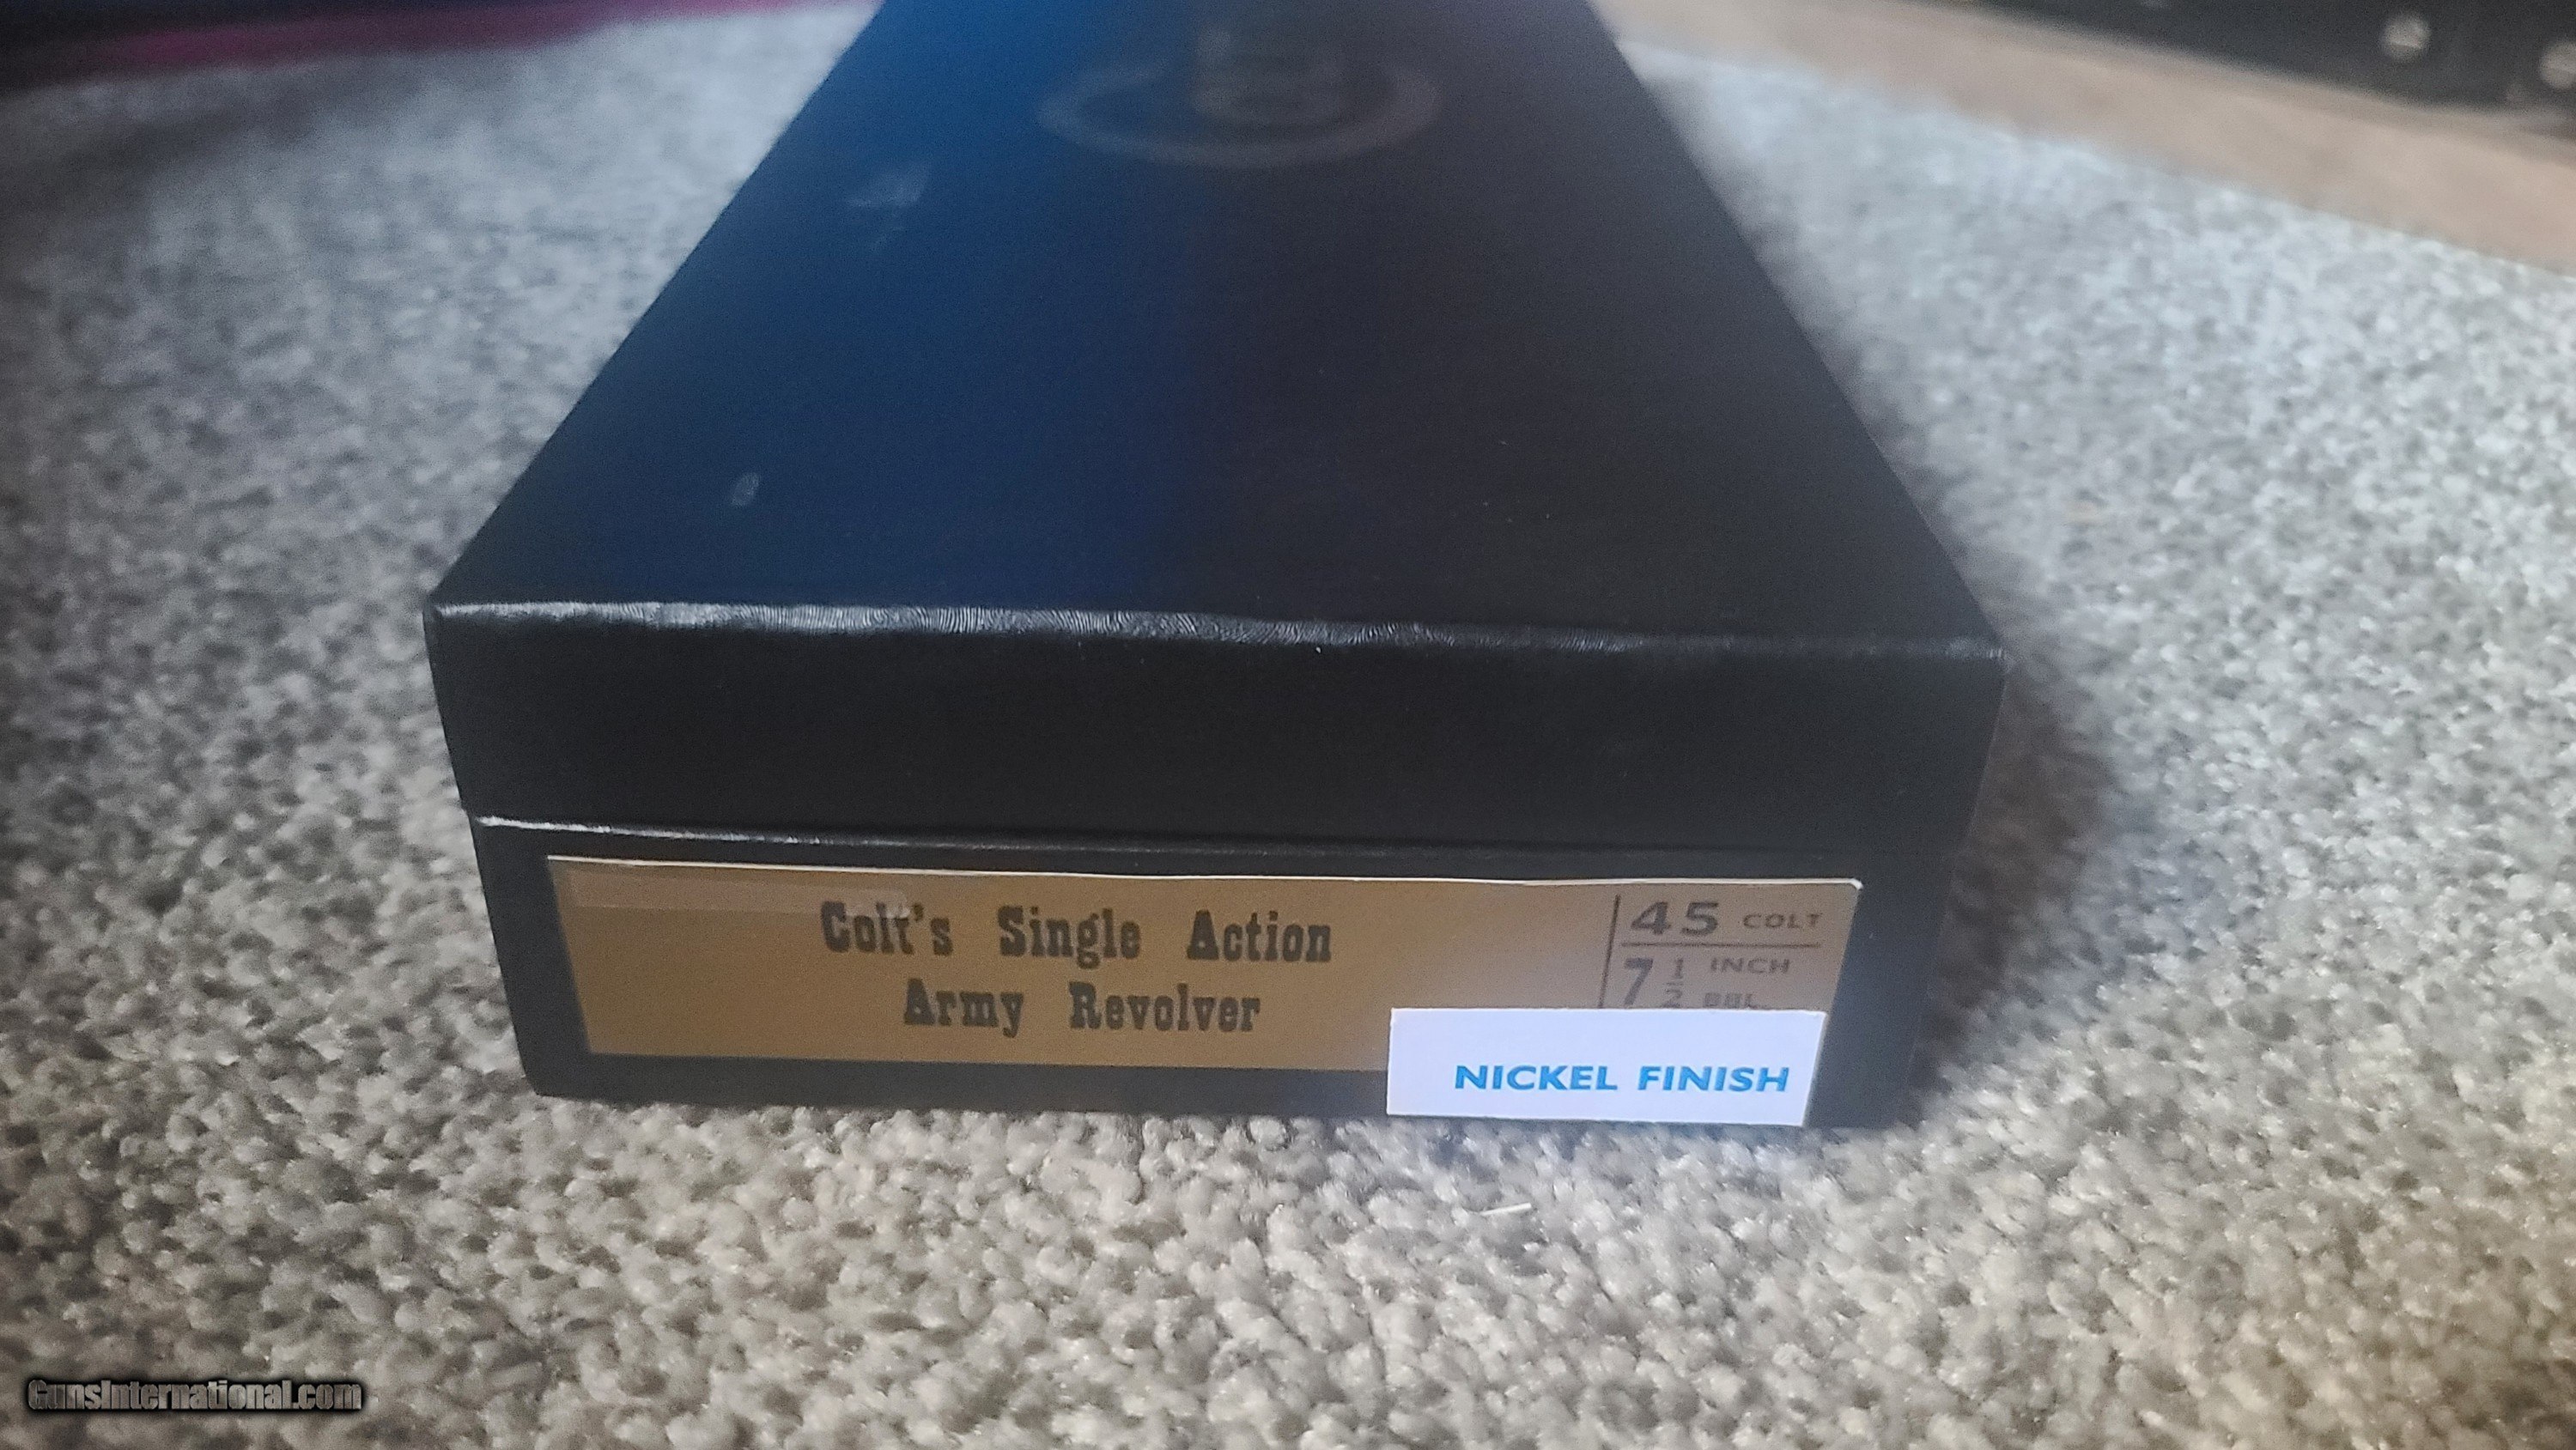 Colt's Single Action
Army Revolver
45 COLT
7 1/2 INCH
BBL.
NICKEL FINISH
GunsInternational.com